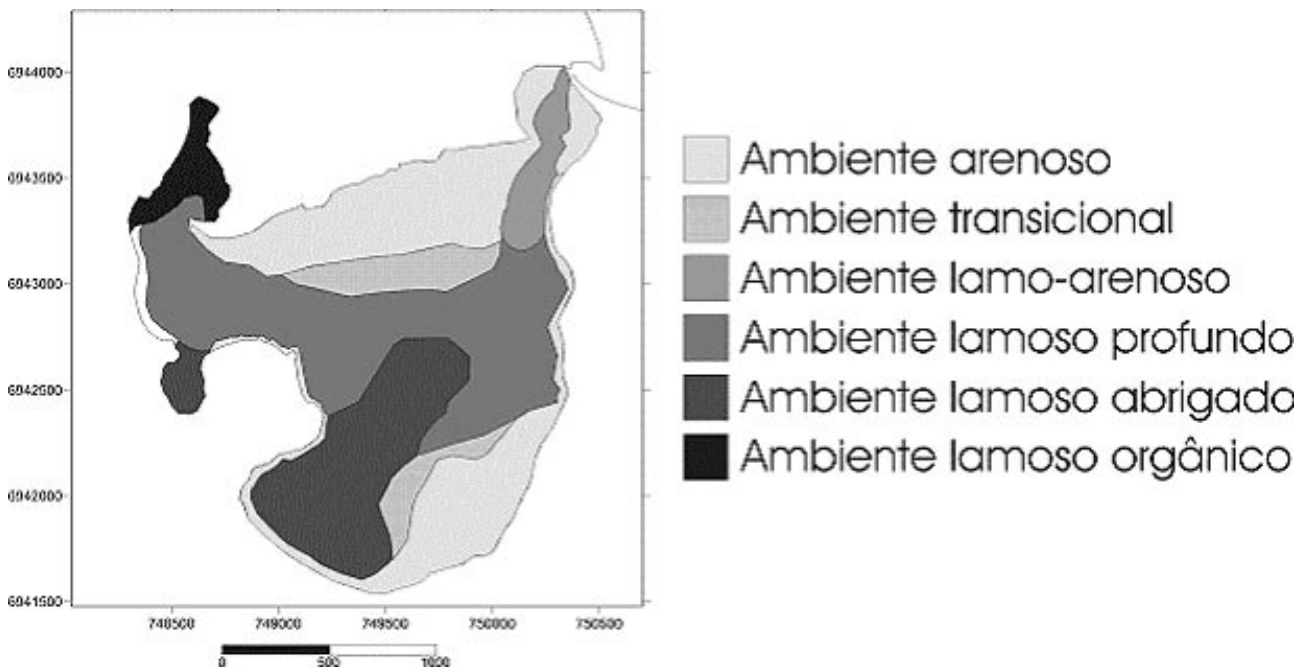 6944000
6943500
6943000
6942500
6942000
6941500
748500 749000 749500 750000 750500
0 500 1000
Ambiente arenoso
Ambiente transicional
Ambiente lamo-arenoso
Ambiente lamoso profundo
Ambiente lamoso abrigado
Ambiente lamoso orgânico